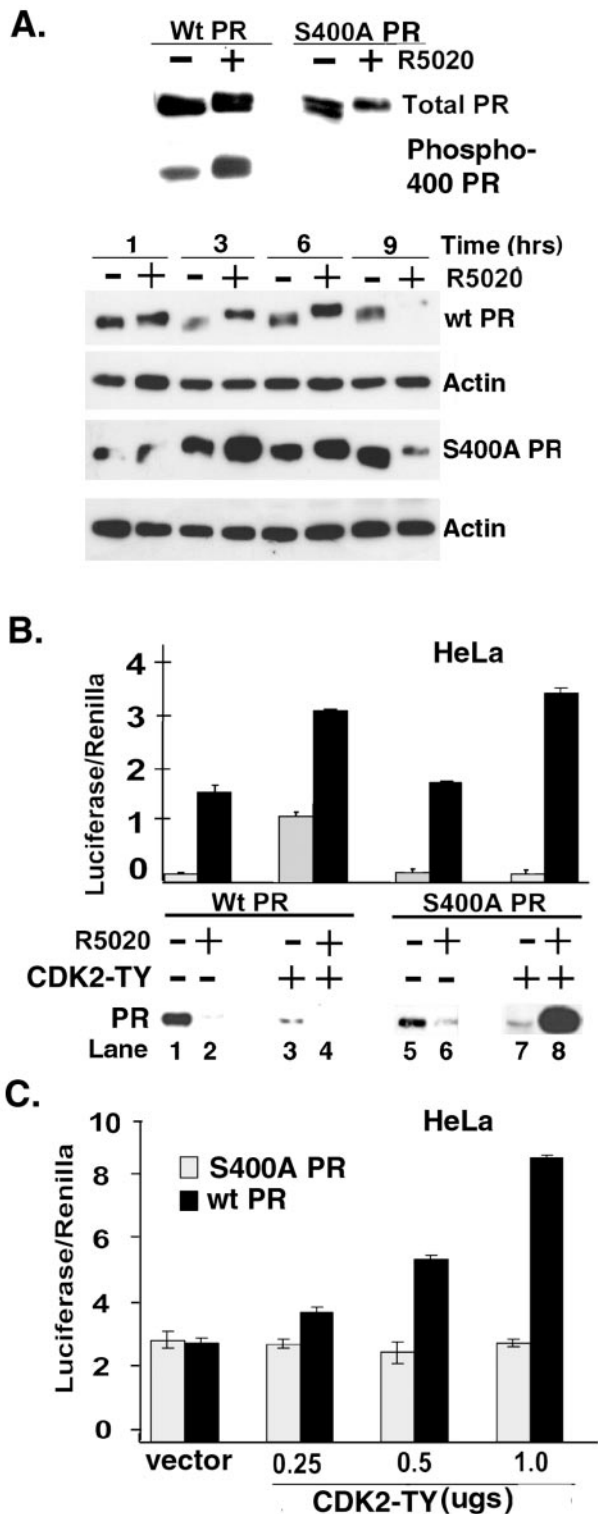 A.
Wt PR S400A PR
- + - + R5020
Total PR
Phospho-
400 PR
1 3 6 9 Time (hrs)
- + - + - + - + R5020
wt PR
Actin
S400A PR
Actin
B.
HeLa
Luciferase/Renilla
4
3
2
1
0
Wt PR S400A PR
R5020 - + - + - + - +
CDK2-TY - - + + - - + +
PR
Lane 1 2 3 4 5 6 7 8
C.
HeLa
Luciferase/Renilla
10
8
6
4
2
0
S400A PR
wt PR
vector 0.25 0.5 1.0
CDK2-TY(ugs)